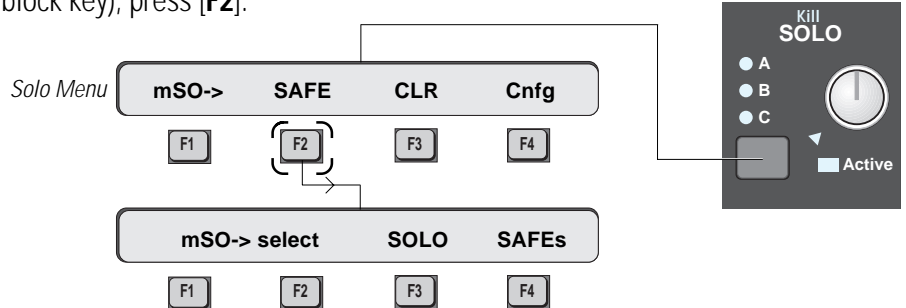 block key), press [F2].
Kill
SOLO
A
B
C
Active
Solo Menu
mSO-> SAFE CLR Cnfg
F1 F2 F3 F4
mSO-> select SOLO SAFEs
F1 F2 F3 F4